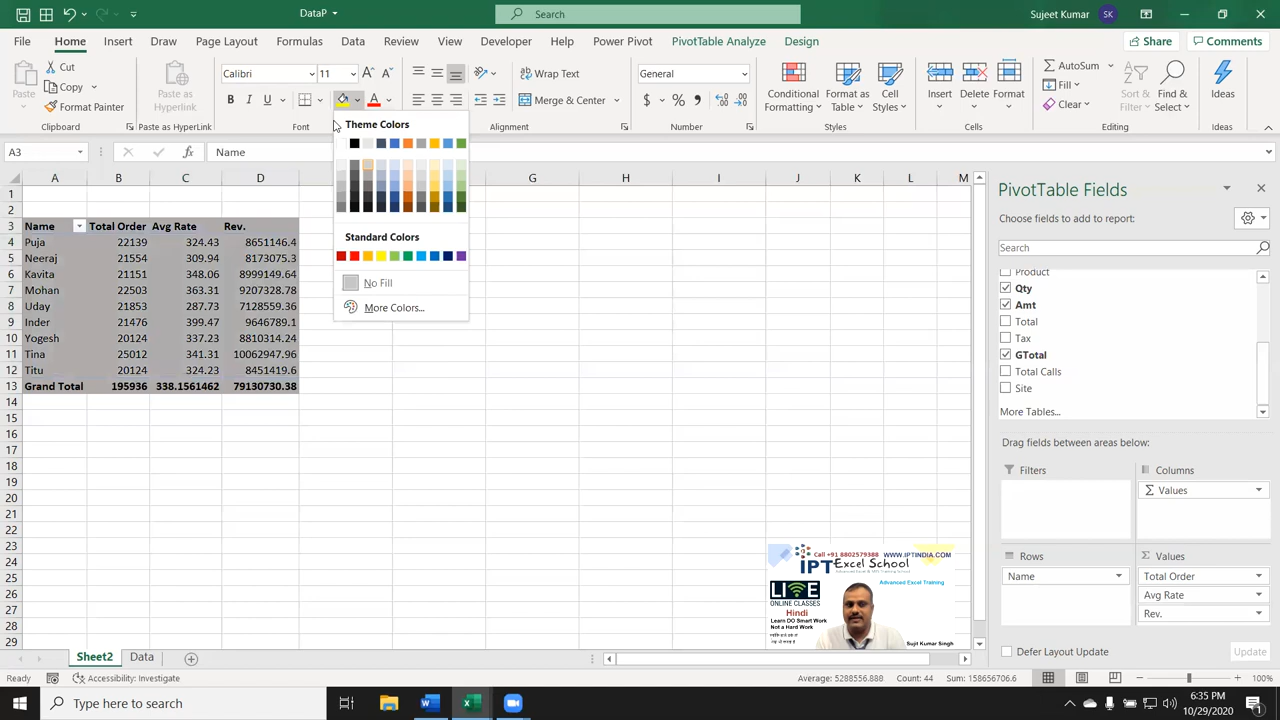 DataP
Search
Sujeet Kumar
SK
File Home Insert Draw Page Layout Formulas Data Review View Developer Help Power Pivot PivotTable Analyze Design
Share
Comments
Paste
Cut
Copy
Format Painter
Clipboard
Paste as Hyperlink
Paste as Hyperlink
Calibri 11
B I U
Font
Wrap Text
Merge & Center
Alignment
General
$ % 9
Number
Conditional Formatting
Format as Table
Cell Styles
Styles
Insert Delete Format
Cells
AutoSum
Fill
Clear
Sort & Filter
Find & Select
Editing
Ideas
Ideas
A3 fx Name
Theme Colors
Standard Colors
No Fill
More Colors...
A B C D G H I J K L M
1
2
3 Name Total Order Avg Rate Rev.
4 Puja 22139 324.43 8651146.4
5 Neeraj 21554 309.94 8173075.3
6 Kavita 21151 348.06 8999149.64
7 Mohan 22503 363.31 9207328.78
8 Uday 21853 287.73 7128559.36
9 Inder 21476 399.47 9646789.1
10 Yogesh 20124 337.23 8810314.24
11 Tina 25012 341.31 10062947.96
12 Titu 20124 324.23 8451419.6
13 Grand Total 195936 338.1561462 79130730.38
14
15
16
17
18
19
20
21
22
23
24
25
26
27
28
29
PivotTable Fields
Choose fields to add to report:
Search
Product
Qty
Amt
Total
Tax
GTotal
Total Calls
Site
More Tables...
Drag fields between areas below:
Filters
Columns
Σ Values
Rows
Name
Σ Values
Total Order
Avg Rate
Rev.
Defer Layout Update
Update
Call +91 8802579388 WWW.IPTINDIA.COM
IPT Excel School
Advanced Excel Training
LIVE
ONLINE CLASSES
Hindi
Learn DO Smart Work
Not a Hard Work
Sujit Kumar Singh
Sheet2 Data
Ready
Accessibility: Investigate
Average: 5288556.888 Count: 44 Sum: 158656706.6
100%
Type here to search
6:35 PM
10/29/2020